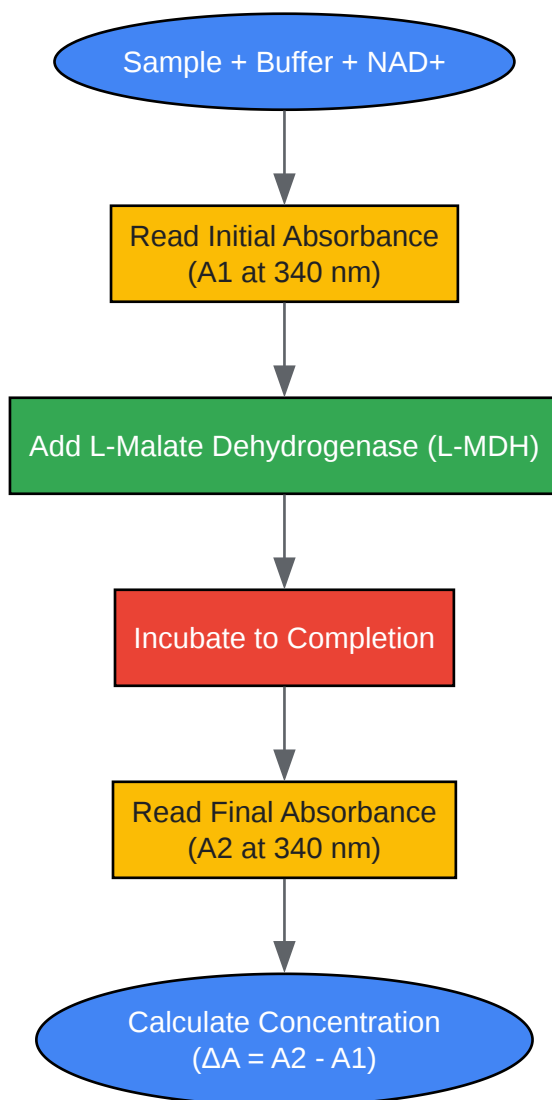 Sample + Buffer + NAD+
Read Initial Absorbance
(A1 at 340 nm)
Add L-Malate Dehydrogenase (L-MDH)
Incubate to Completion
Read Final Absorbance
(A2 at 340 nm)
Calculate Concentration
(ΔA = A2 - A1)